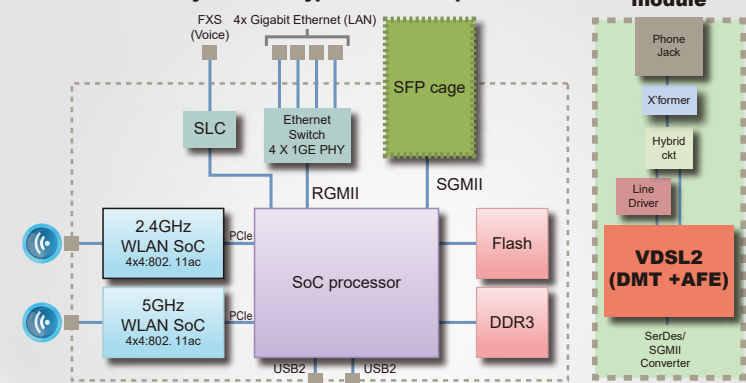 module
FXS
(Voice)
4x Gigabit Ethernet (LAN)
SFP cage
SLC
Ethernet
Switch
4 X 1GE PHY
RGMII
SGMII
2.4GHz
WLAN SoC
4x4:802. 11ac
PCIe
SoC processor
Flash
5GHz
WLAN SoC
4x4:802. 11ac
PCIe
DDR3
USB2
USB2
Phone
Jack
X'former
Hybrid
ckt
Line
Driver
VDSL2
(DMT +AFE)
SerDes/
SGMII
Converter